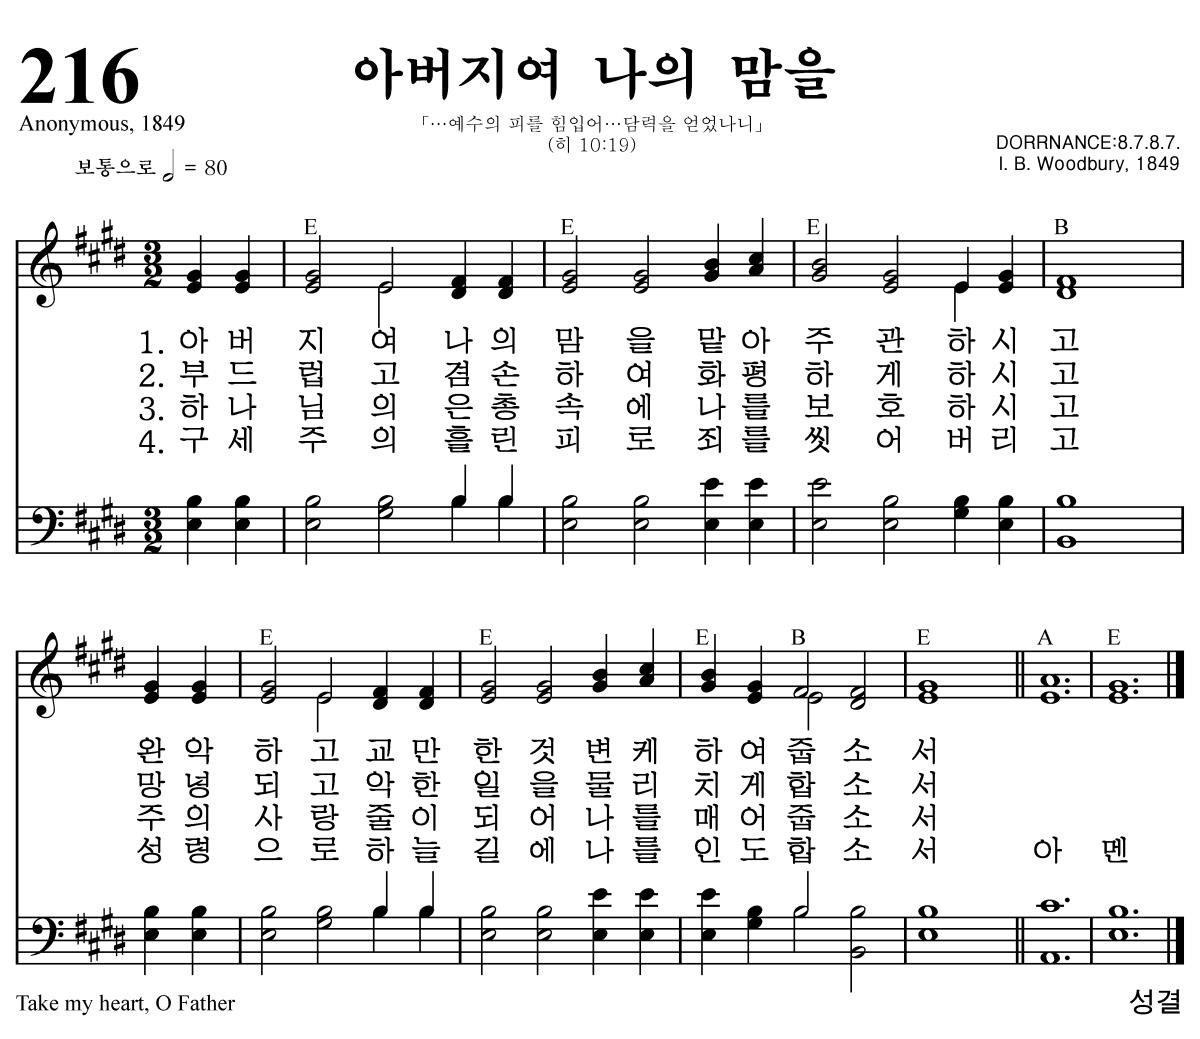 216
아버지여 나의 맘을
Anonymous, 1849
「…예수의 피를 힘입어…담력을 얻었나니」
(히 10:19)
DORRNANCE:8.7.8.7.
I. B. Woodbury, 1849
보통으로 = 80
E E E B
3 2
1. 아 버 지 여 나 의 맘 을 맡 아 주 관 하 시 고
2. 부 드 럽 고 겸 손 하 여 화 평 하 게 하 시 고
3. 하 나 님 의 은 총 속 에 나 를 보 호 하 시 고
4. 구 세 주 의 흘 린 피 로 죄 를 씻 어 버 리 고
3 2
E E E B E A E
완 악 하 고 교 만 한 것 변 케 하 여 줍 소 서
망 녕 되 고 악 한 일 을 물 리 치 게 합 소 서
주 의 사 랑 줄 이 되 어 나 를 매 어 줍 소 서
성 령 으 로 하 늘 길 에 나 를 인 도 합 소 서 아 멘
Take my heart, O Father
성결